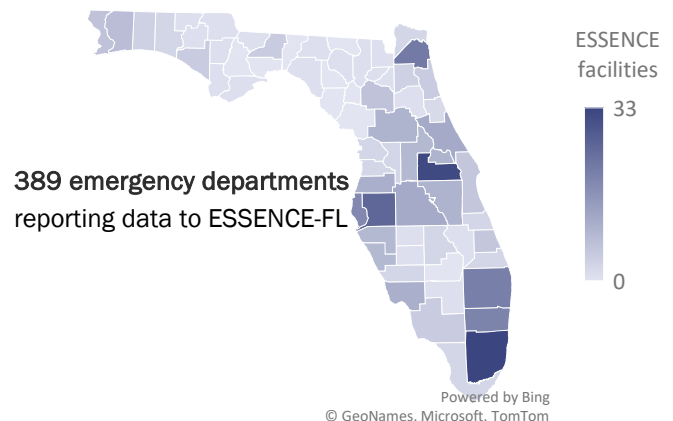 ESSENCE
facilities
33
389 emergency departments
reporting data to ESSENCE-FL
0
Powered by Bing
© GeoNames, Microsoft, TomTom